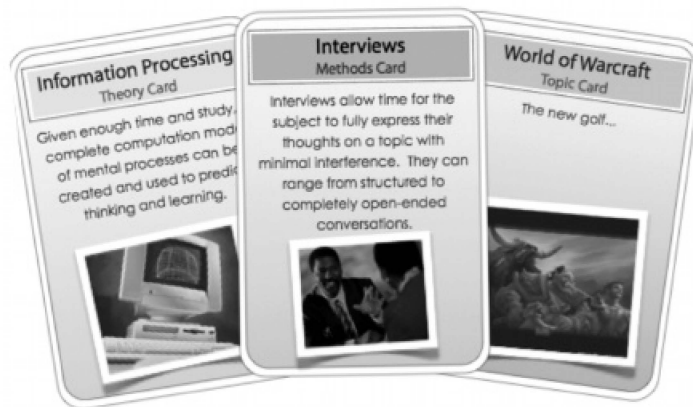 Information Processing
Theory Card
Given enough time and study,
complete computation
of mental processes can
created and used to
thinking and learning.
Interviews
Methods Card
Interviews allow time for the
subject to fully express their
thoughts on a topic with
minimal interference. They can
range from structured to
completely open-ended
conversations.
World of Warcraft
Topic Card
The new golf...